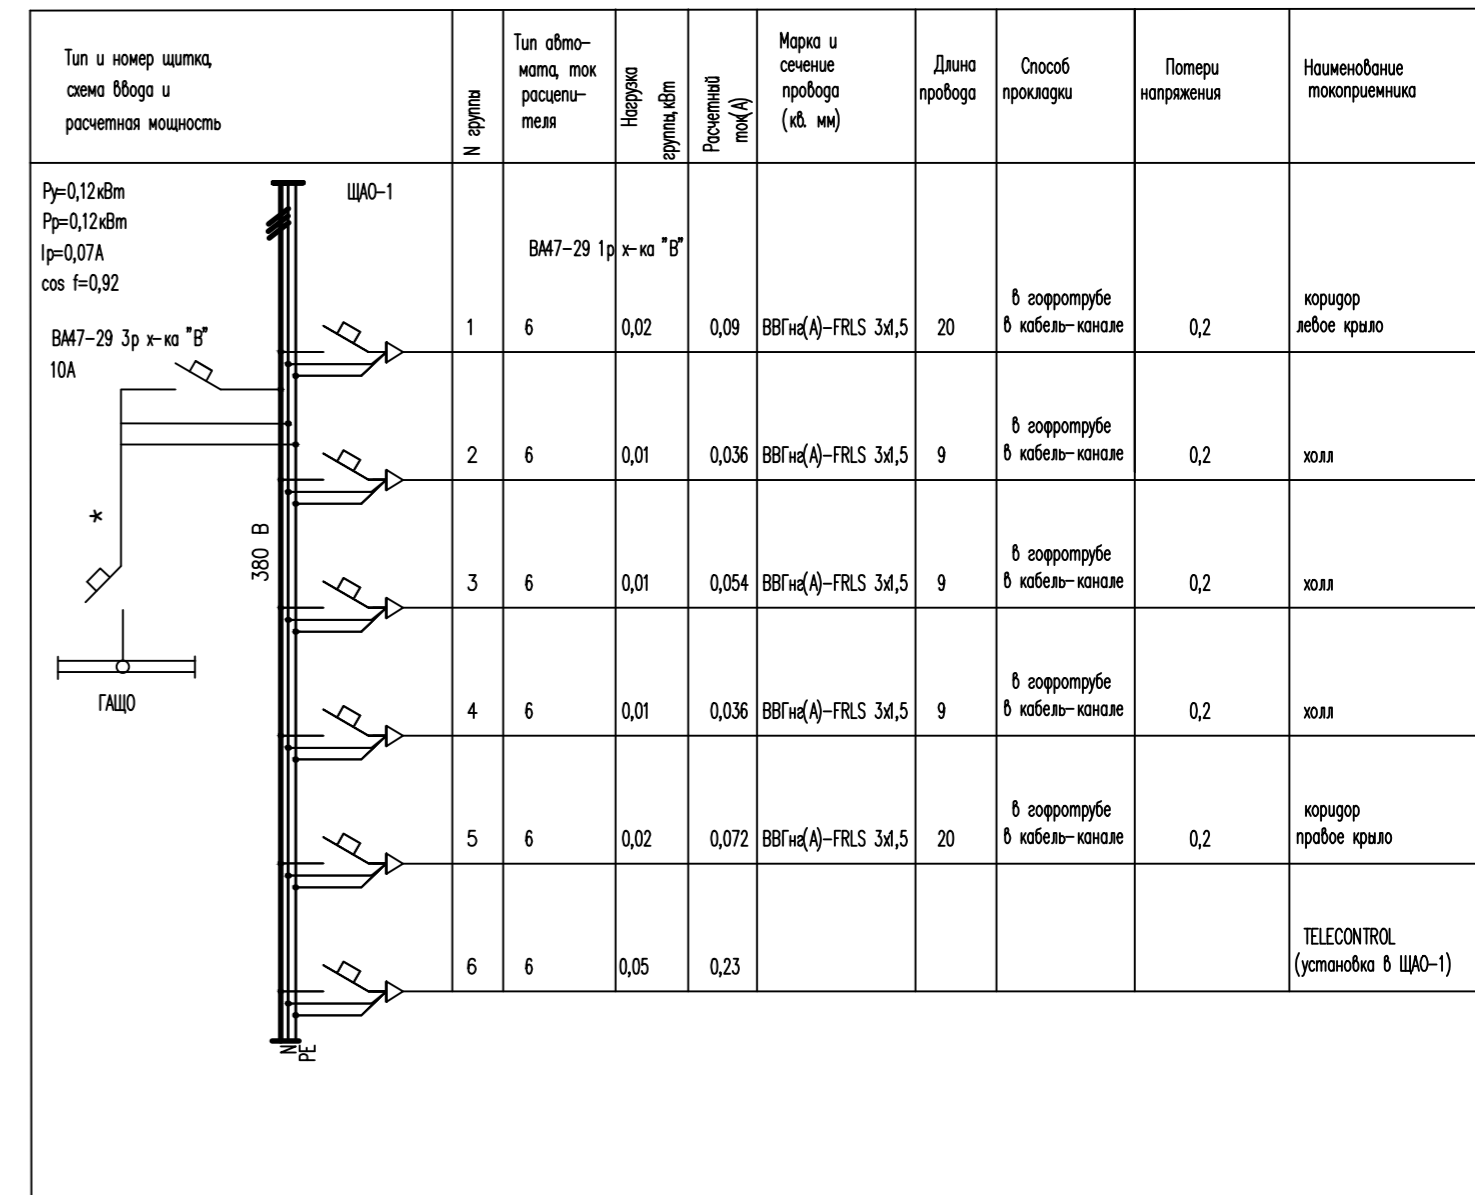 Тип и номер щитка,
схема ввода и
расчетная мощность
N группы
Тип авто-
мата, ток
расцепи-
теля
Нагрузка
группы, кВт
Расчетный
ток(А)
Марка и
сечение
провода
(кв. мм)
Длина
провода
Способ
прокладки
Потери
напряжения
Наименование
токоприемника
Ру=0,12кВт
Рр=0,12кВт
Iр=0,07А
cos f=0,92
ВА47-29 3р х-ка "В"
10А
*
ГАЩО
380 В
N
PE
ЩАО-1
ВА47-29 1р х-ка "В"
1 6 0,02 0,09 ВВГнг(А)-FRLS 3х1,5 20 в гофротрубе
в кабель-канале 0,2 коридор
левое крыло
2 6 0,01 0,036 ВВГнг(А)-FRLS 3х1,5 9 в гофротрубе
в кабель-канале 0,2 холл
3 6 0,01 0,054 ВВГнг(А)-FRLS 3х1,5 9 в гофротрубе
в кабель-канале 0,2 холл
4 6 0,01 0,036 ВВГнг(А)-FRLS 3х1,5 9 в гофротрубе
в кабель-канале 0,2 холл
5 6 0,02 0,072 ВВГнг(А)-FRLS 3х1,5 20 в гофротрубе
в кабель-канале 0,2 коридор
правое крыло
6 6 0,05 0,23 TELECONTROL
(установка в ЩАО-1)